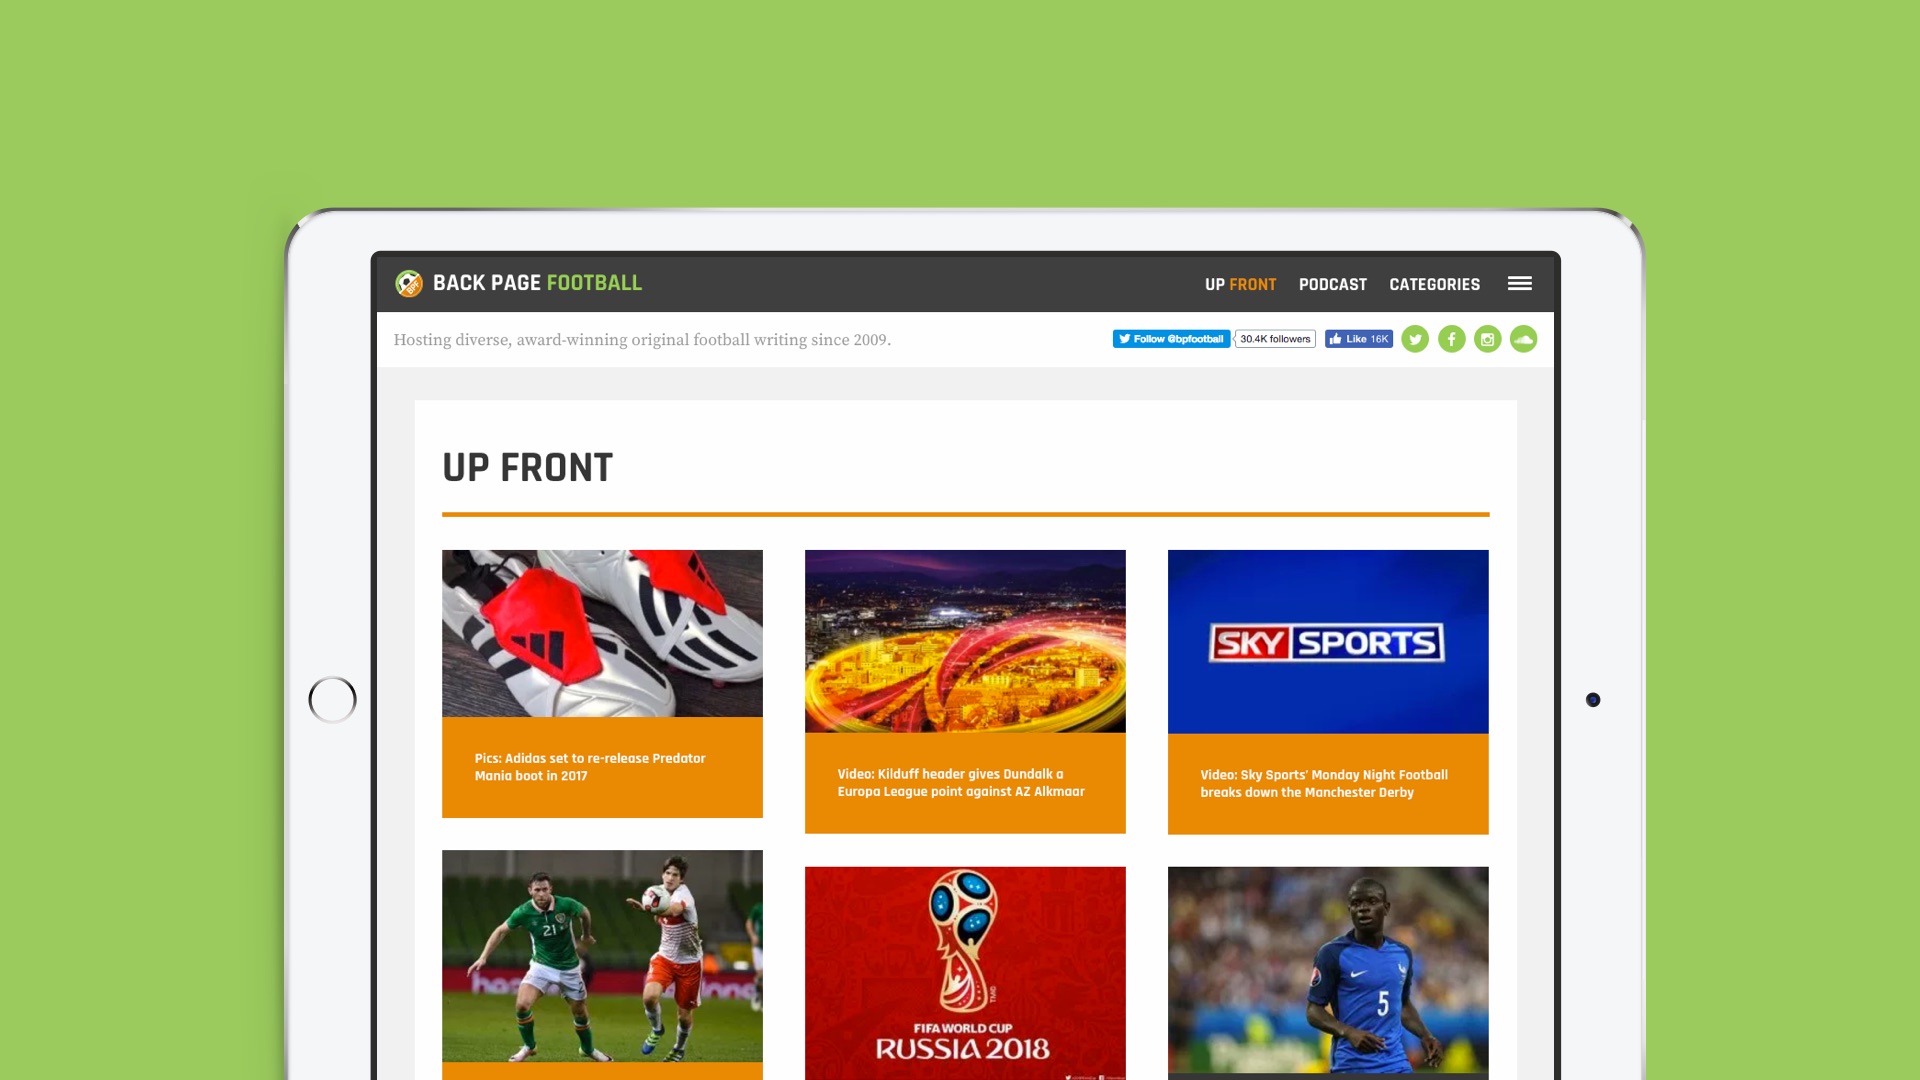 BACK PAGE FOOTBALL
UP FRONT
PODCAST
CATEGORIES
Hosting diverse, award-winning original football writing since 2009.
Follow @bpfootball
30.4K followers
Like 16K
UP FRONT
SKY SPORTS
Pics: Adidas set to re-release Predator
Mania boot in 2017
Video: Kilduff header gives Dundalk a
Europa League point against AZ Alkmaar
Video: Sky Sports' Monday Night Football
breaks down the Manchester Derby
21
5
FIFA WORLD CUP
RUSSIA 2018